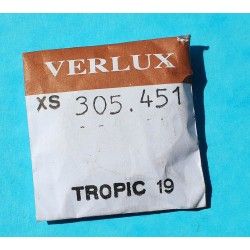 VERLUX
XS 305.451
TROPIC 19